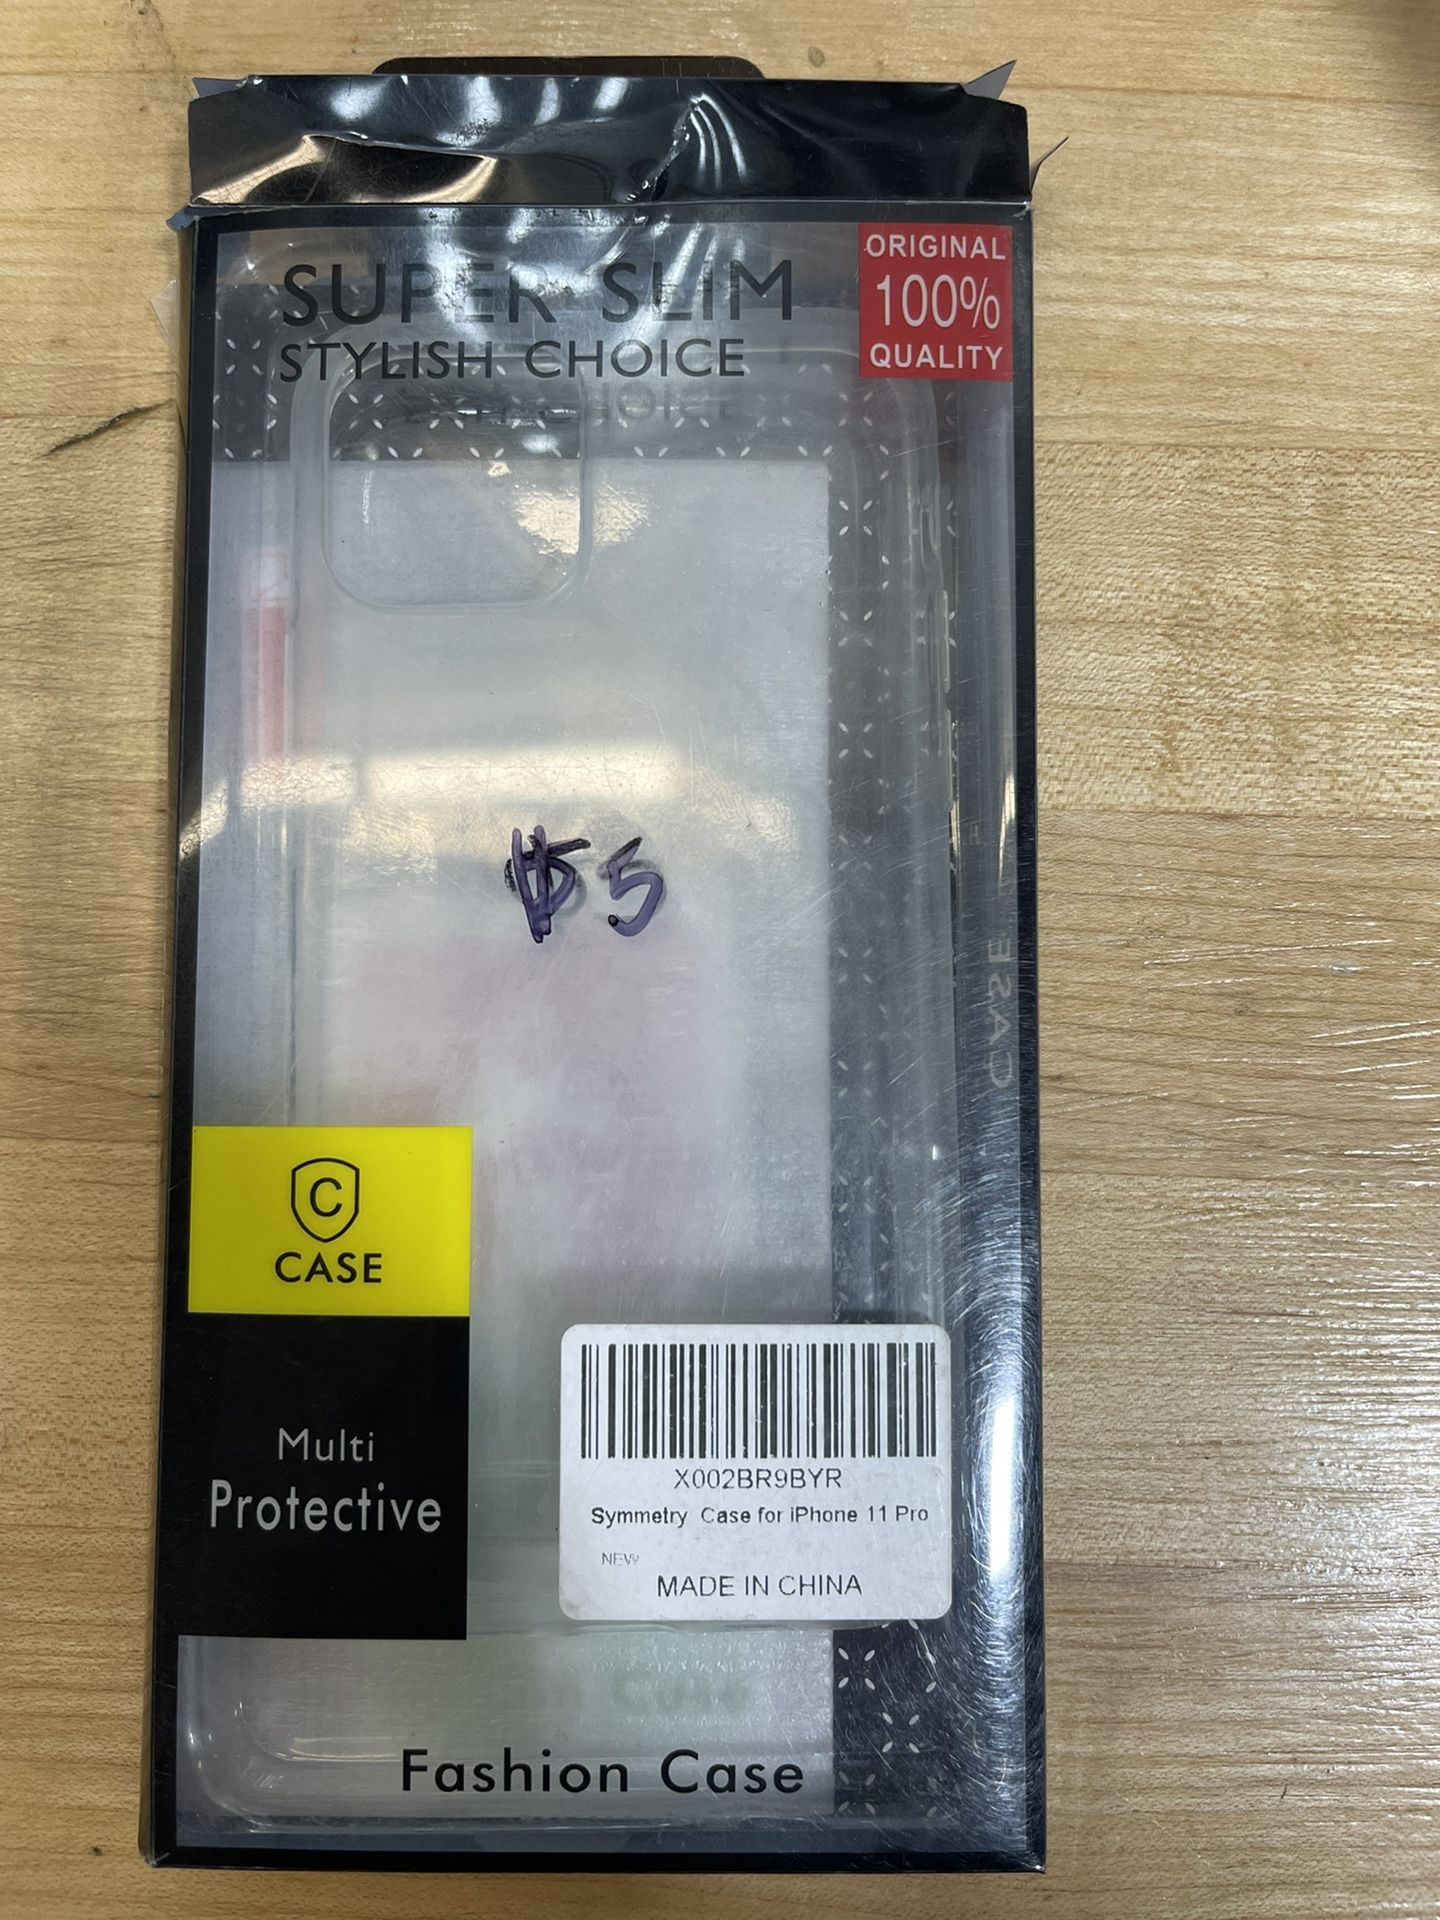 SUPER SLIM
STYLISH CHOICE
ORIGINAL
100%
QUALITY
$5
CASE
C
CASE
Multi
Protective
X002BR9BYR
Symmetry Case for iPhone 11 Pro
NEW
MADE IN CHINA
Fashion Case